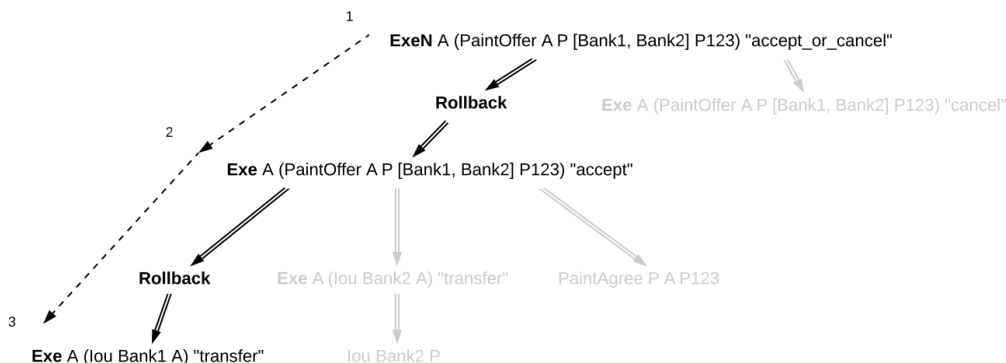 1
ExeN A (PaintOffer A P [Bank1, Bank2] P123) "accept_or_cancel"
Rollback
Exe A (PaintOffer A P [Bank1, Bank2] P123) "cancel"
2
Exe A (PaintOffer A P [Bank1, Bank2] P123) "accept"
Rollback
Exe A (Iou Bank2 A) "transfer"
PaintAgree P A P123
3
Exe A (Iou Bank1 A) "transfer"
Iou Bank2 P